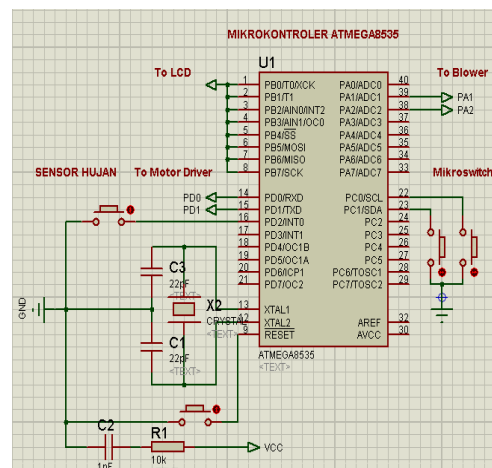 MIKROKONTROLER ATMEGA8535
U1
To LCD
To Blower
1 PB0/T0/XCK PA0/ADC0 40
2 PB1/T1 PA1/ADC1 39 PA1
3 PB2/AIN0/INT2 PA2/ADC2 38 PA2
4 PB3/AIN1/OC0 PA3/ADC3 37
5 PB4/SS PA4/ADC4 36
6 PB5/MOSI PA5/ADC5 35
7 PB6/MISO PA6/ADC6 34
8 PB7/SCK PA7/ADC7 33
SENSOR HUJAN
To Motor Driver
Mikroswitch
PD0 14 PD0/RXD PC0/SCL 22
PD1 15 PD1/TXD PC1/SDA 23
16 PD2/INT0 PC2 24
17 PD3/INT1 PC3 25
18 PD4/OC1B PC4 26
19 PD5/OC1A PC5 27
20 PD6/ICP1 PC6/TOSC1 28
21 PD7/OC2 PC7/TOSC2 29
13 XTAL1
12 XTAL2 AREF 32
9 RESET AVCC 30
ATMEGA8535
<TEXT>
C3
22pF
<TEXT>
X2
CRYSTAL
<TEXT>
GND
C1
22pF
<TEXT>
C2
1nF
R1
10k
VCC